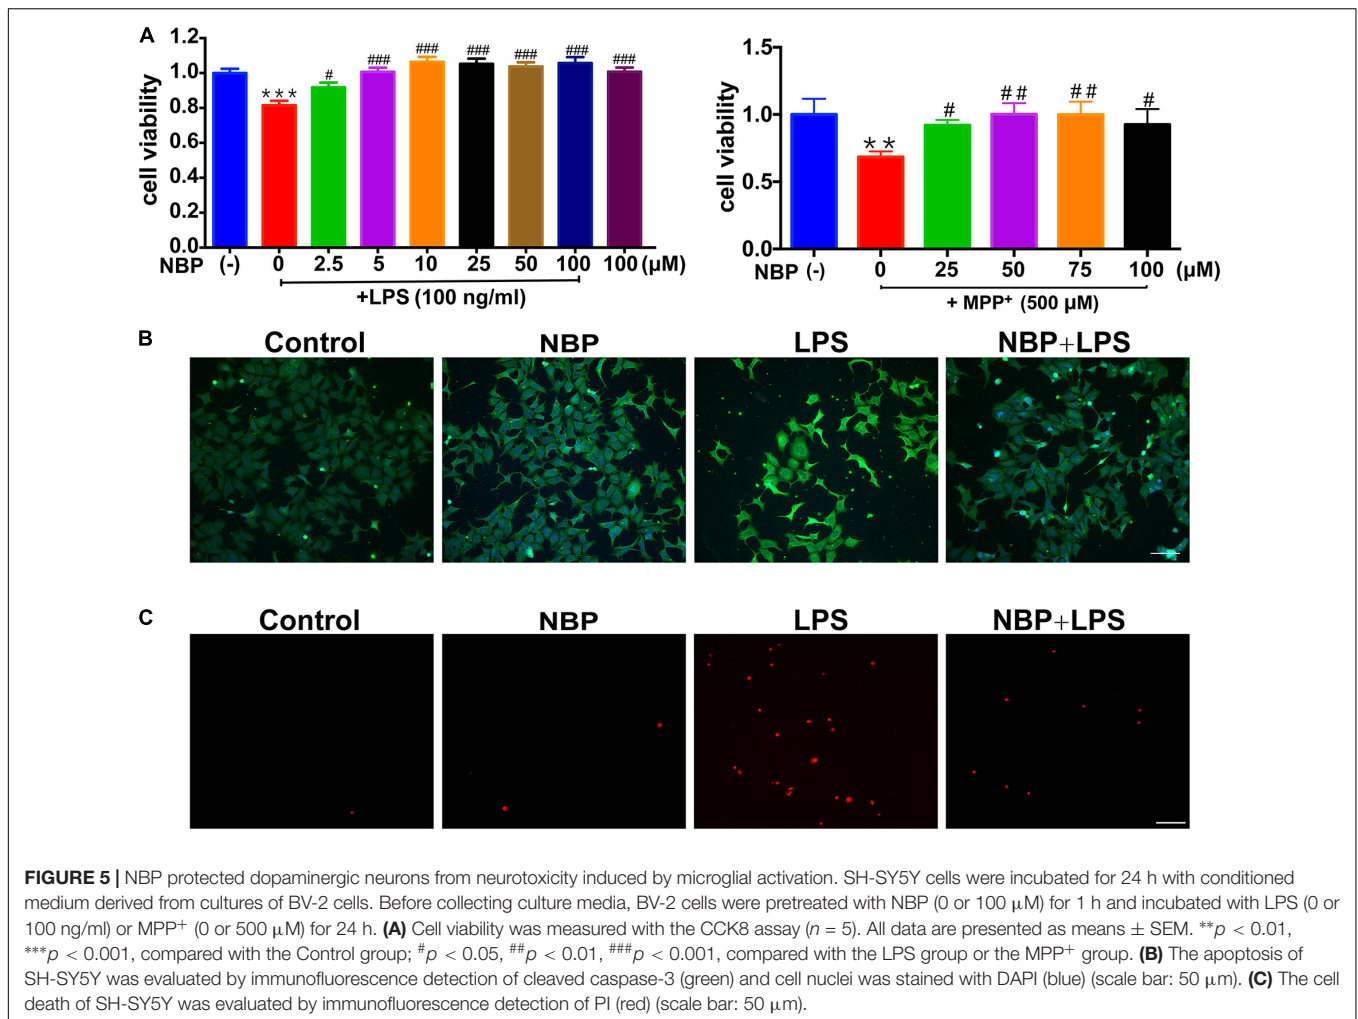 A
1.2
1.0
0.8
0.6
0.4
0.2
0.0
cell viability
***
#
###
###
###
###
###
###
NBP (-) 0 2.5 5 10 25 50 100 100 (μM)
+LPS (100 ng/ml)
1.5
1.0
0.5
0.0
cell viability
**
#
##
##
#
NBP (-) 0 25 50 75 100 (μM)
+ MPP⁺ (500 μM)
B
Control NBP LPS NBP+LPS
C
Control NBP LPS NBP+LPS
FIGURE 5 | NBP protected dopaminergic neurons from neurotoxicity induced by microglial activation. SH-SY5Y cells were incubated for 24 h with conditioned
medium derived from cultures of BV-2 cells. Before collecting culture media, BV-2 cells were pretreated with NBP (0 or 100 μM) for 1 h and incubated with LPS (0 or
100 ng/ml) or MPP⁺ (0 or 500 μM) for 24 h. (A) Cell viability was measured with the CCK8 assay (n = 5). All data are presented as means ± SEM. **p < 0.01,
***p < 0.001, compared with the Control group; #p < 0.05, ##p < 0.01, ###p < 0.001, compared with the LPS group or the MPP⁺ group. (B) The apoptosis of
SH-SY5Y was evaluated by immunofluorescence detection of cleaved caspase-3 (green) and cell nuclei was stained with DAPI (blue) (scale bar: 50 μm). (C) The cell
death of SH-SY5Y was evaluated by immunofluorescence detection of PI (red) (scale bar: 50 μm).